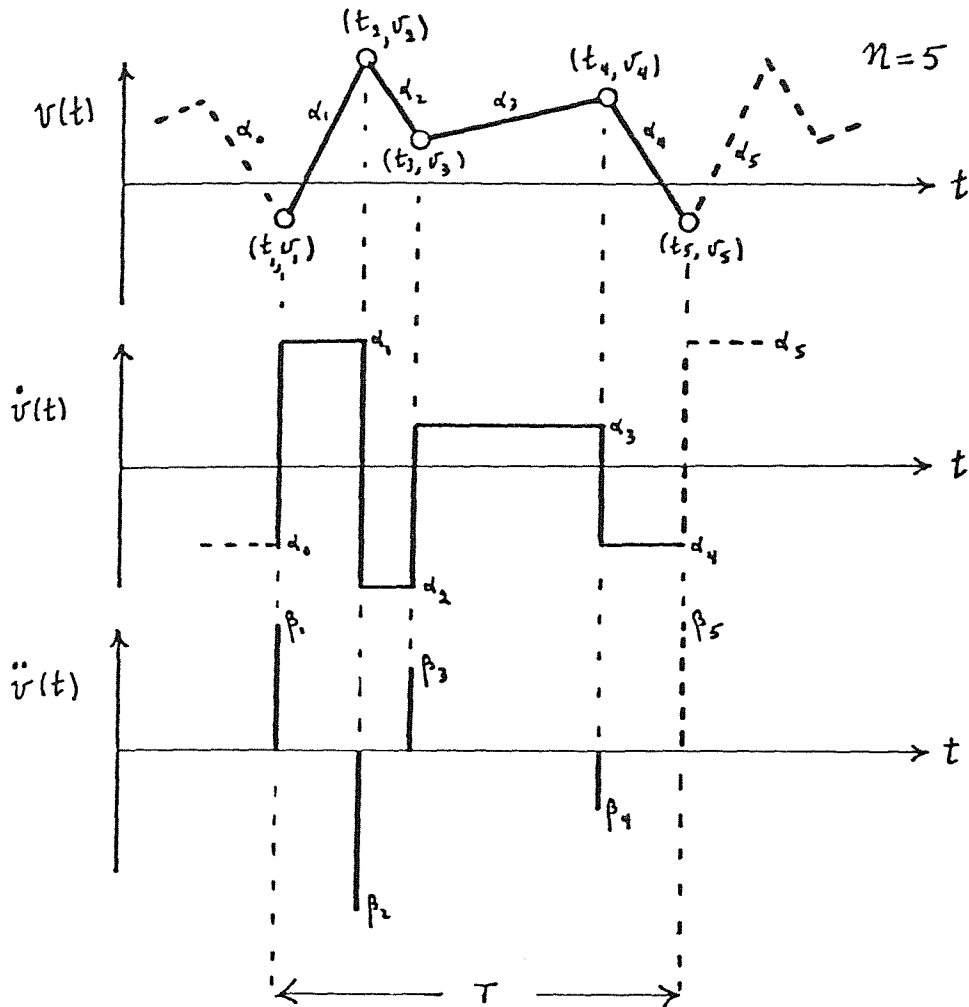 (t₂, v₂)
(t₄, v₄)
n = 5
v(t)
α₀
α₁
α₂
α₃
α₄
α₅
t
(t₃, v₃)
(t₁, v₁)
(t₅, v₅)
α₁
α₅
v̇(t)
α₃
t
α₀
α₄
α₂
β₁
β₅
v̈(t)
β₃
t
β₄
β₂
T